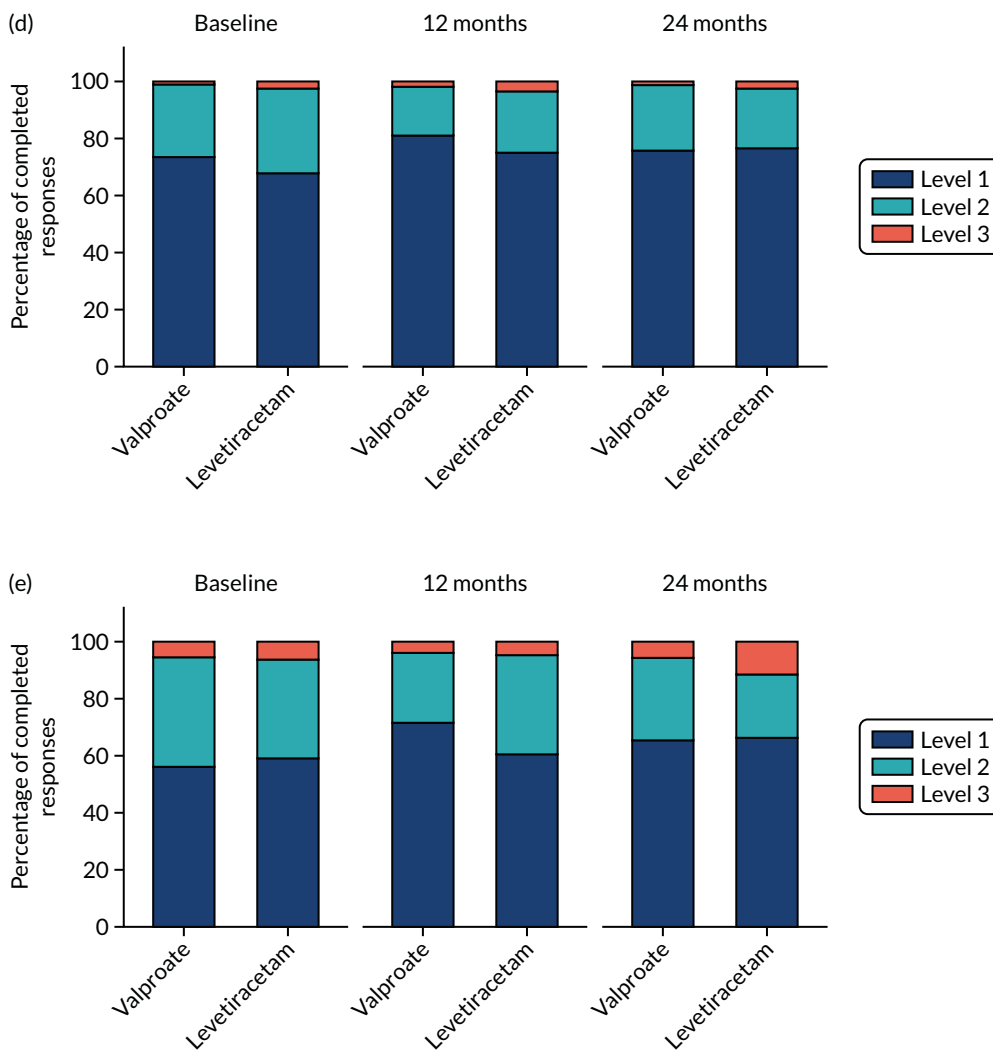 (d)
Baseline
12 months
24 months
Percentage of completed
responses
100
80
60
40
20
0
Valproate
Levetiracetam
Valproate
Levetiracetam
Valproate
Levetiracetam
Level 1
Level 2
Level 3
(e)
Baseline
12 months
24 months
Percentage of completed
responses
100
80
60
40
20
0
Valproate
Levetiracetam
Valproate
Levetiracetam
Valproate
Levetiracetam
Level 1
Level 2
Level 3